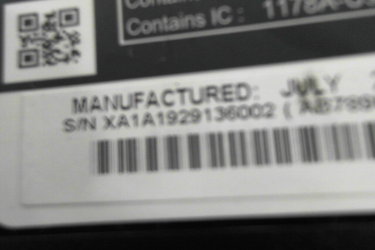 Contains IC :
MANUFACTURED: JULY
S/N XA1A1929136002 (